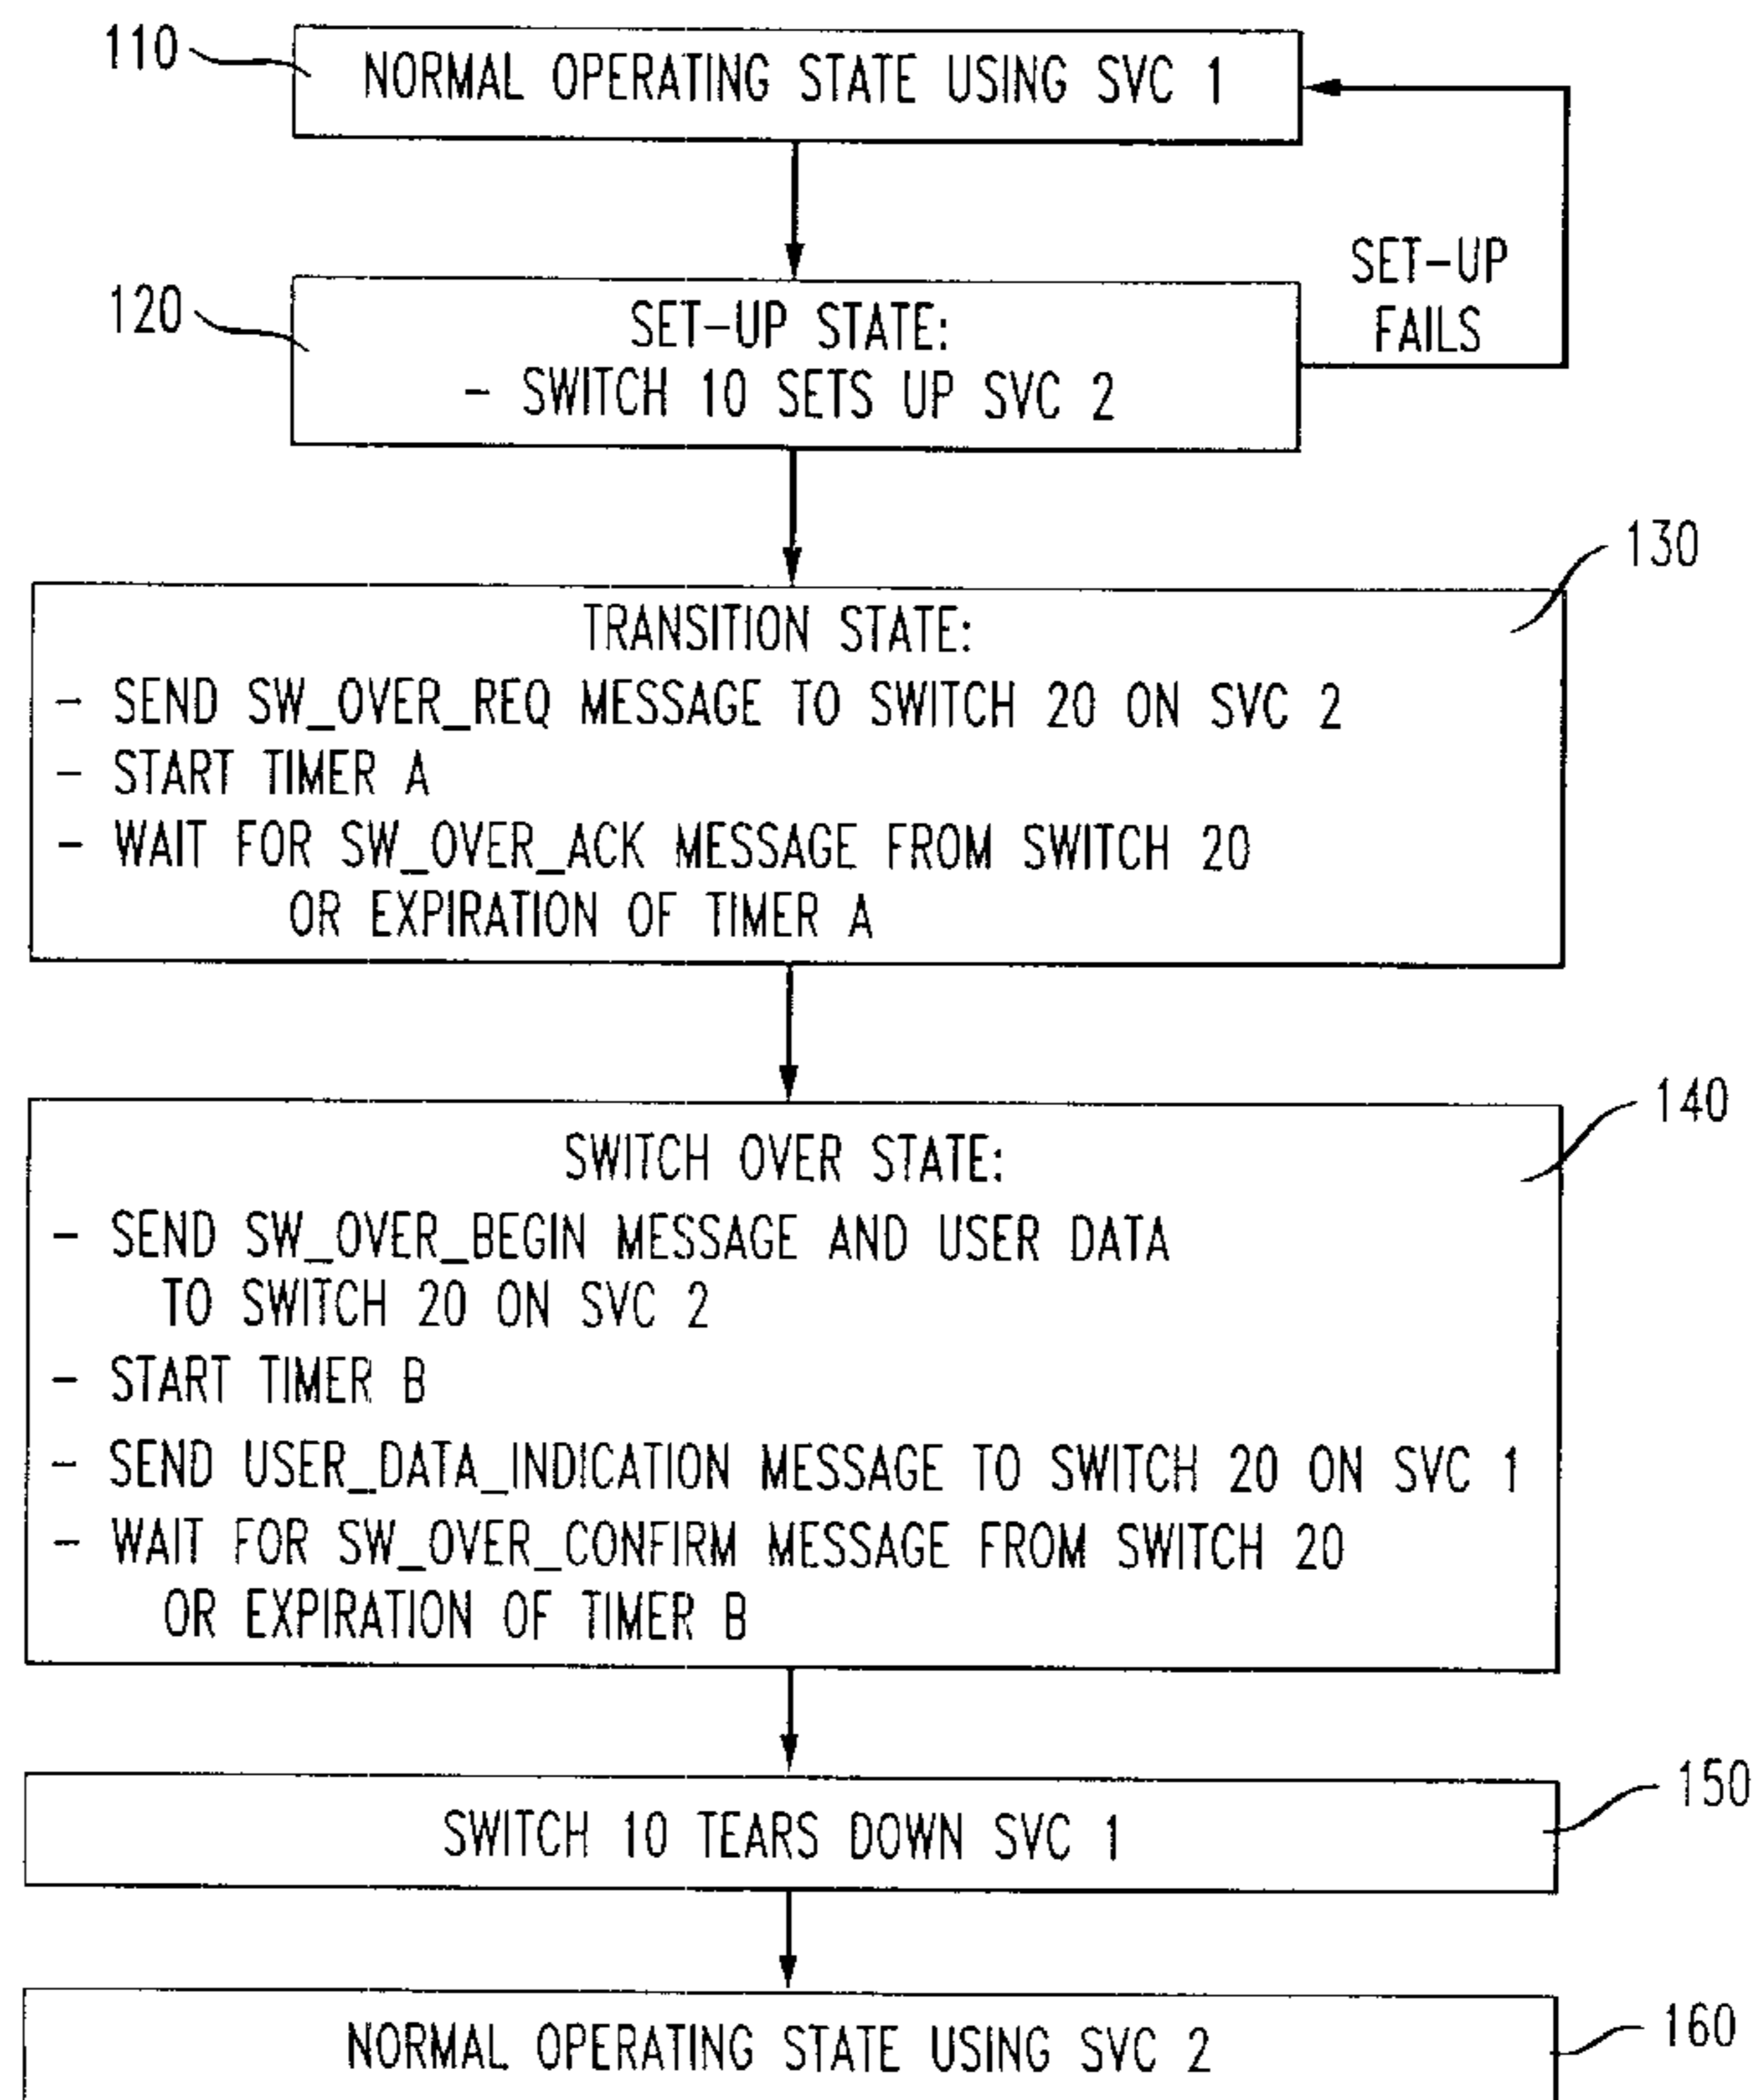 110
NORMAL OPERATING STATE USING SVC 1
SET-UP
FAILS
120
SET-UP STATE:
- SWITCH 10 SETS UP SVC 2
130
TRANSITION STATE:
- SEND SW_OVER_REQ MESSAGE TO SWITCH 20 ON SVC 2
- START TIMER A
- WAIT FOR SW_OVER_ACK MESSAGE FROM SWITCH 20
OR EXPIRATION OF TIMER A
140
SWITCH OVER STATE:
- SEND SW_OVER_BEGIN MESSAGE AND USER DATA
TO SWITCH 20 ON SVC 2
- START TIMER B
- SEND USER_DATA_INDICATION MESSAGE TO SWITCH 20 ON SVC 1
- WAIT FOR SW_OVER_CONFIRM MESSAGE FROM SWITCH 20
OR EXPIRATION OF TIMER B
150
SWITCH 10 TEARS DOWN SVC 1
160
NORMAL OPERATING STATE USING SVC 2